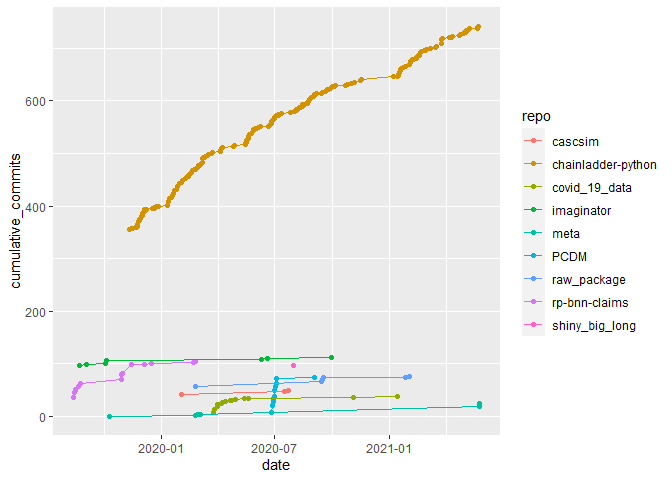 cumulative_commits
600
400
200
0
2020-01
2020-07
2021-01
date
repo
cascsim
chainladder-python
covid_19_data
imaginator
meta
PCDM
raw_package
rp-bnn-claims
shiny_big_long